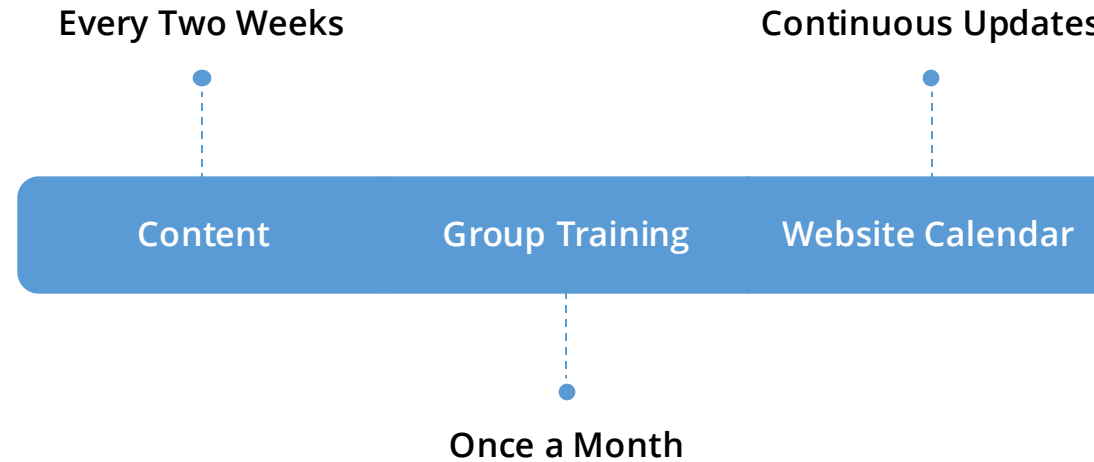 Every Two Weeks
Continuous Updates
Content
Group Training
Website Calendar
Once a Month